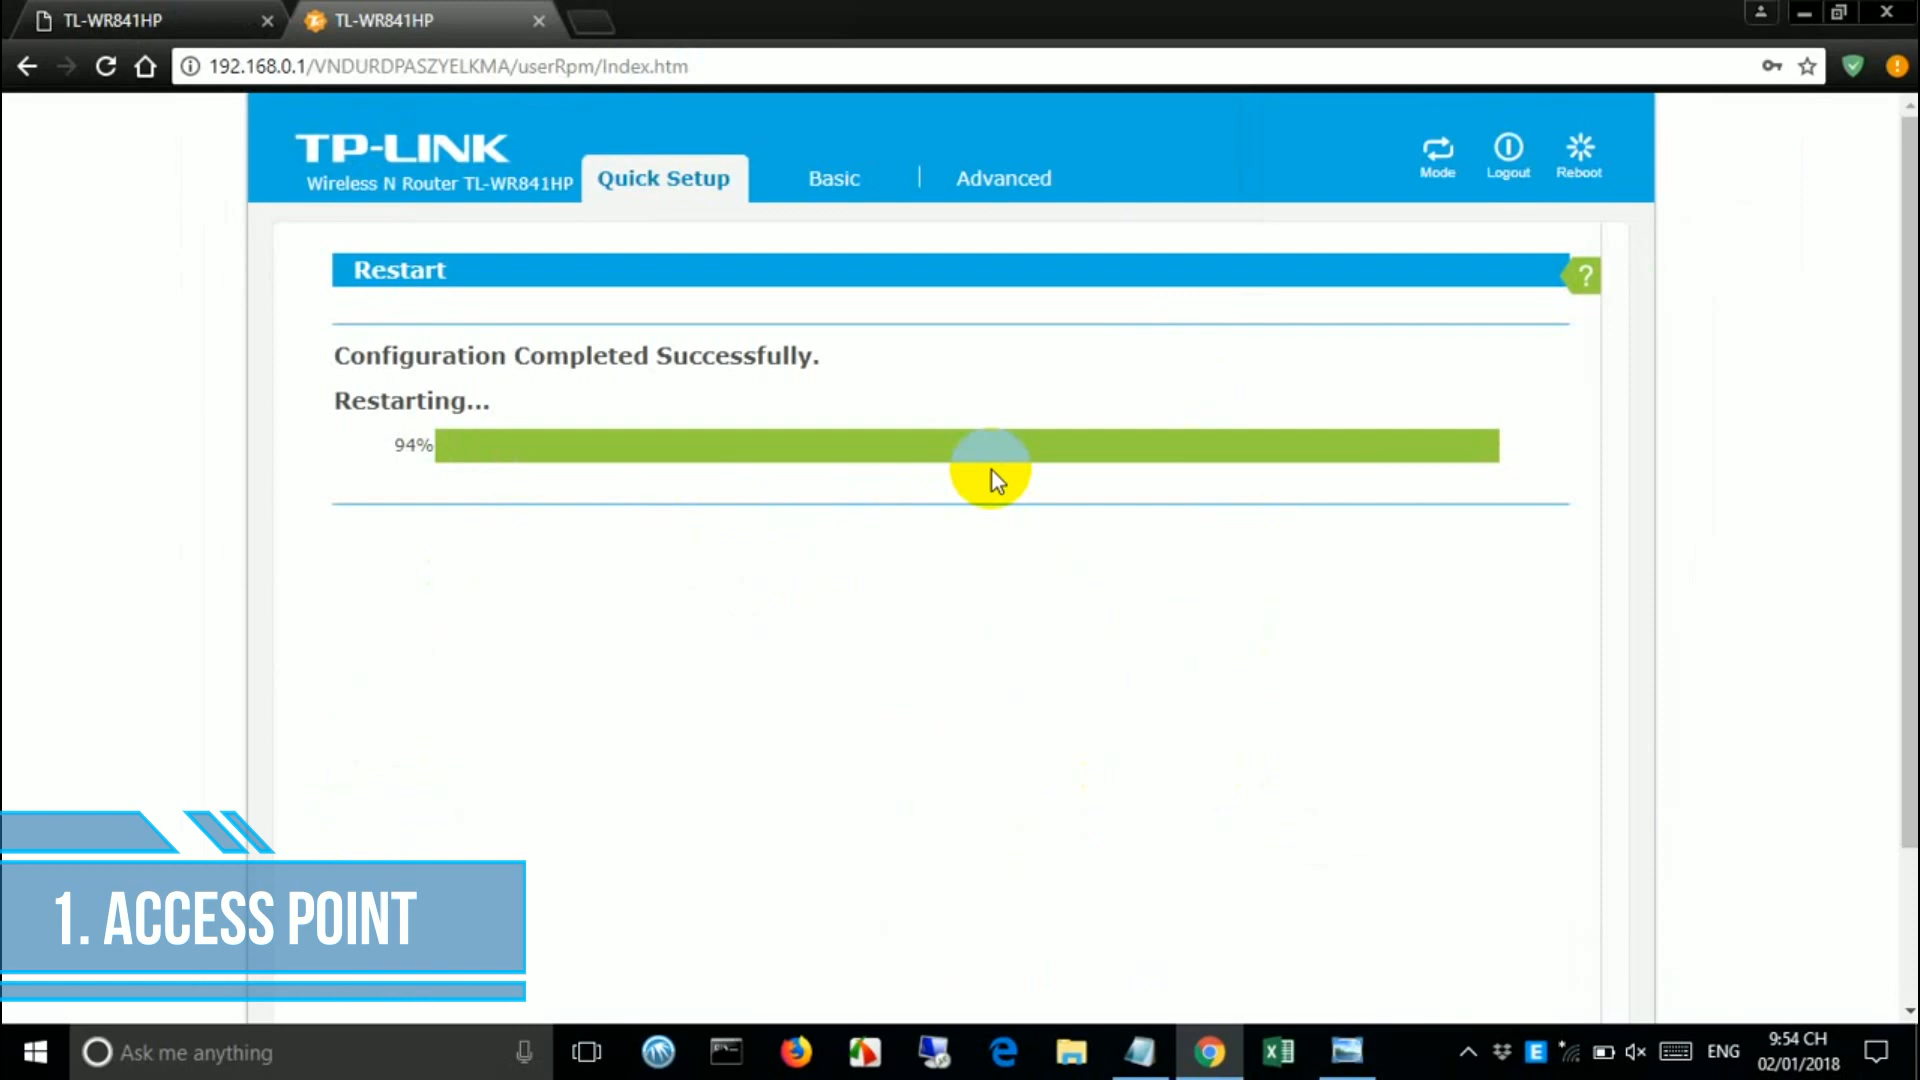 TL-WR841HP
TL-WR841HP
192.168.0.1/VNDURDPASZYELKMA/userRpm/Index.htm
TP-LINK
Wireless N Router TL-WR841HP
Quick Setup
Basic
Advanced
Mode
Logout
Reboot
Restart
?
Configuration Completed Successfully.
Restarting...
94%
1. ACCESS POINT
Ask me anything
ENG
9:54 CH
02/01/2018